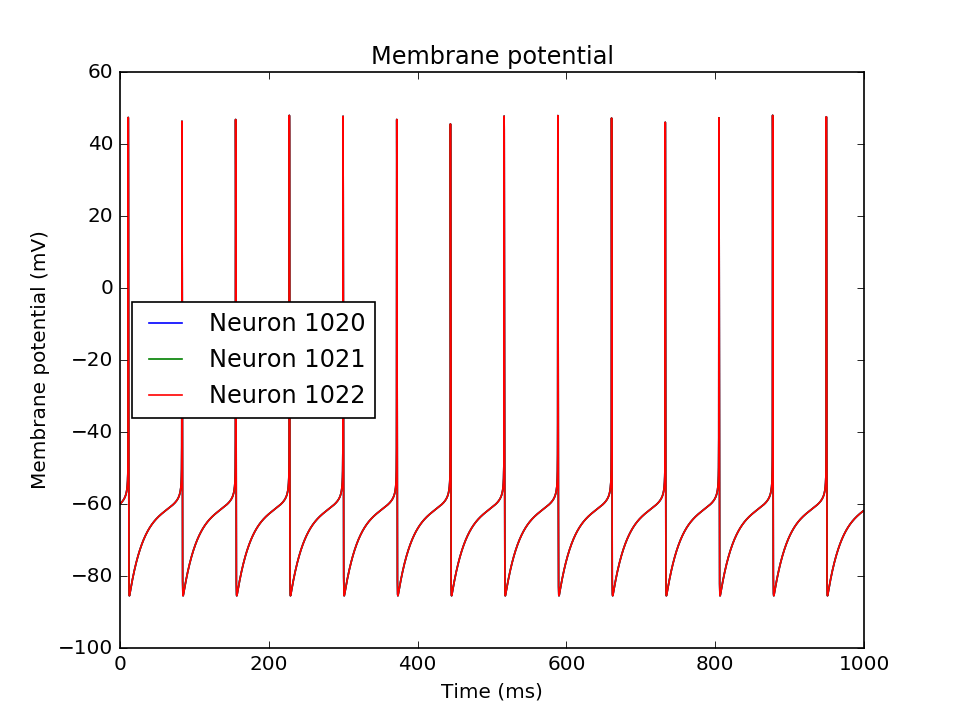 Membrane potential
60
40
20
0
−20
−40
−60
−80
−100
Membrane potential (mV)
Neuron 1020
Neuron 1021
Neuron 1022
0 200 400 600 800 1000
Time (ms)